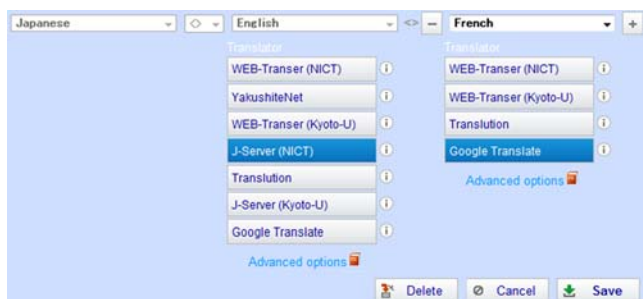 Japanese
English
French
Translator
Translator
WEB-Transer (NICT)
YakushiteNet
WEB-Transer (Kyoto-U)
J-Server (NICT)
Translution
J-Server (Kyoto-U)
Google Translate
Advanced options
WEB-Transer (NICT)
WEB-Transer (Kyoto-U)
Translution
Google Translate
Advanced options
Delete
Cancel
Save